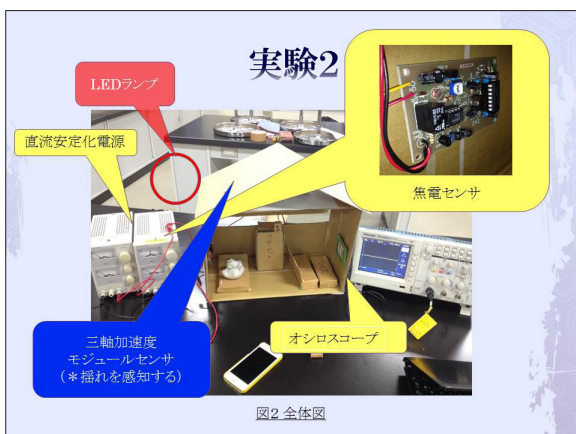 実験2
LEDランプ
直流安定化電源
焦電センサ
三軸加速度
モジュールセンサ
(＊揺れを感知する)
オシロスコープ
図2 全体図